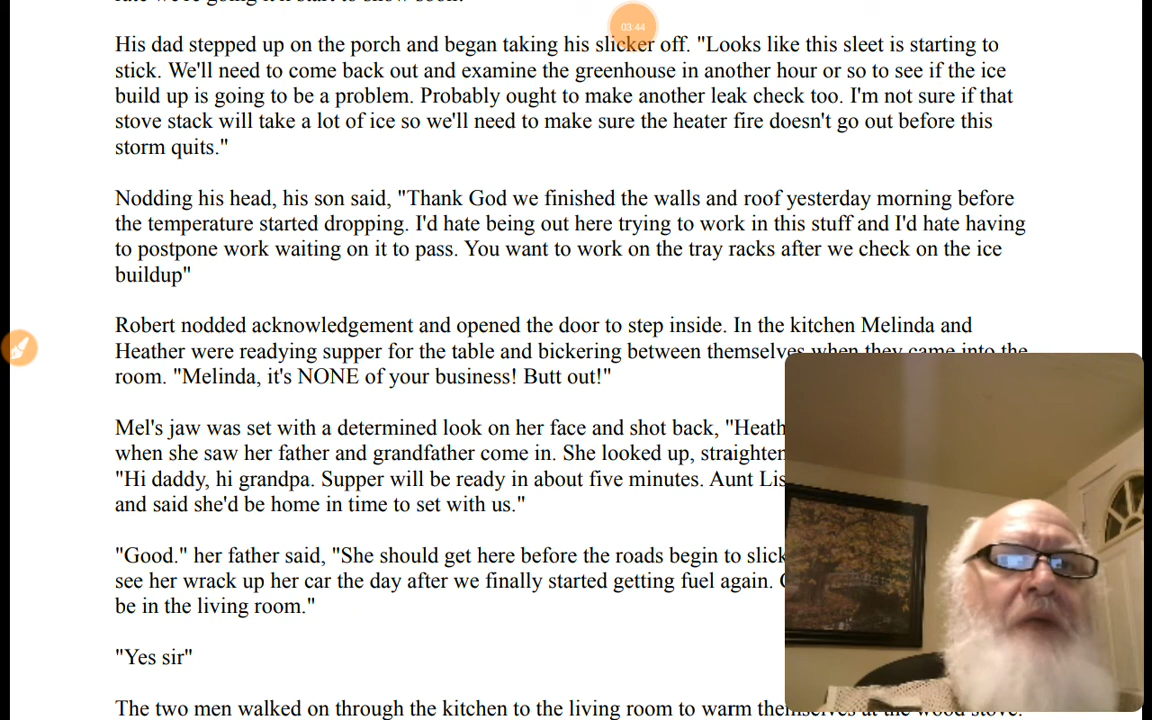 03:44
His dad stepped up on the porch and began taking his slicker off. "Looks like this sleet is starting to
stick. We'll need to come back out and examine the greenhouse in another hour or so to see if the ice
build up is going to be a problem. Probably ought to make another leak check too. I'm not sure if that
stove stack will take a lot of ice so we'll need to make sure the heater fire doesn't go out before this
storm quits."
Nodding his head, his son said, "Thank God we finished the walls and roof yesterday morning before
the temperature started dropping. I'd hate being out here trying to work in this stuff and I'd hate having
to postpone work waiting on it to pass. You want to work on the tray racks after we check on the ice
buildup"
Robert nodded acknowledgement and opened the door to step inside. In the kitchen Melinda and
Heather were readying supper for the table and bickering between themselves when they came into the
room. "Melinda, it's NONE of your business! Butt out!"
Mel's jaw was set with a determined look on her face and shot back, "Heath
when she saw her father and grandfather come in. She looked up, straighten
"Hi daddy, hi grandpa. Supper will be ready in about five minutes. Aunt Lis
and said she'd be home in time to set with us."
"Good." her father said, "She should get here before the roads begin to slick
see her wrack up her car the day after we finally started getting fuel again.
be in the living room."
"Yes sir"
The two men walked on through the kitchen to the living room to warm themselves at the wood stove.